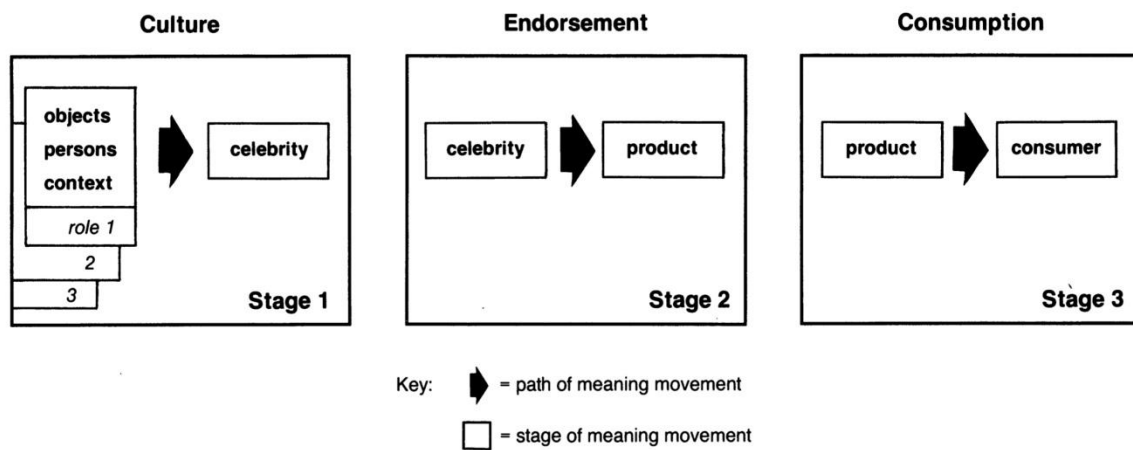 Culture
Endorsement
Consumption
objects
persons
context
role 1
2
3
celebrity
Stage 1
celebrity
product
Stage 2
product
consumer
Stage 3
Key:
= path of meaning movement
= stage of meaning movement